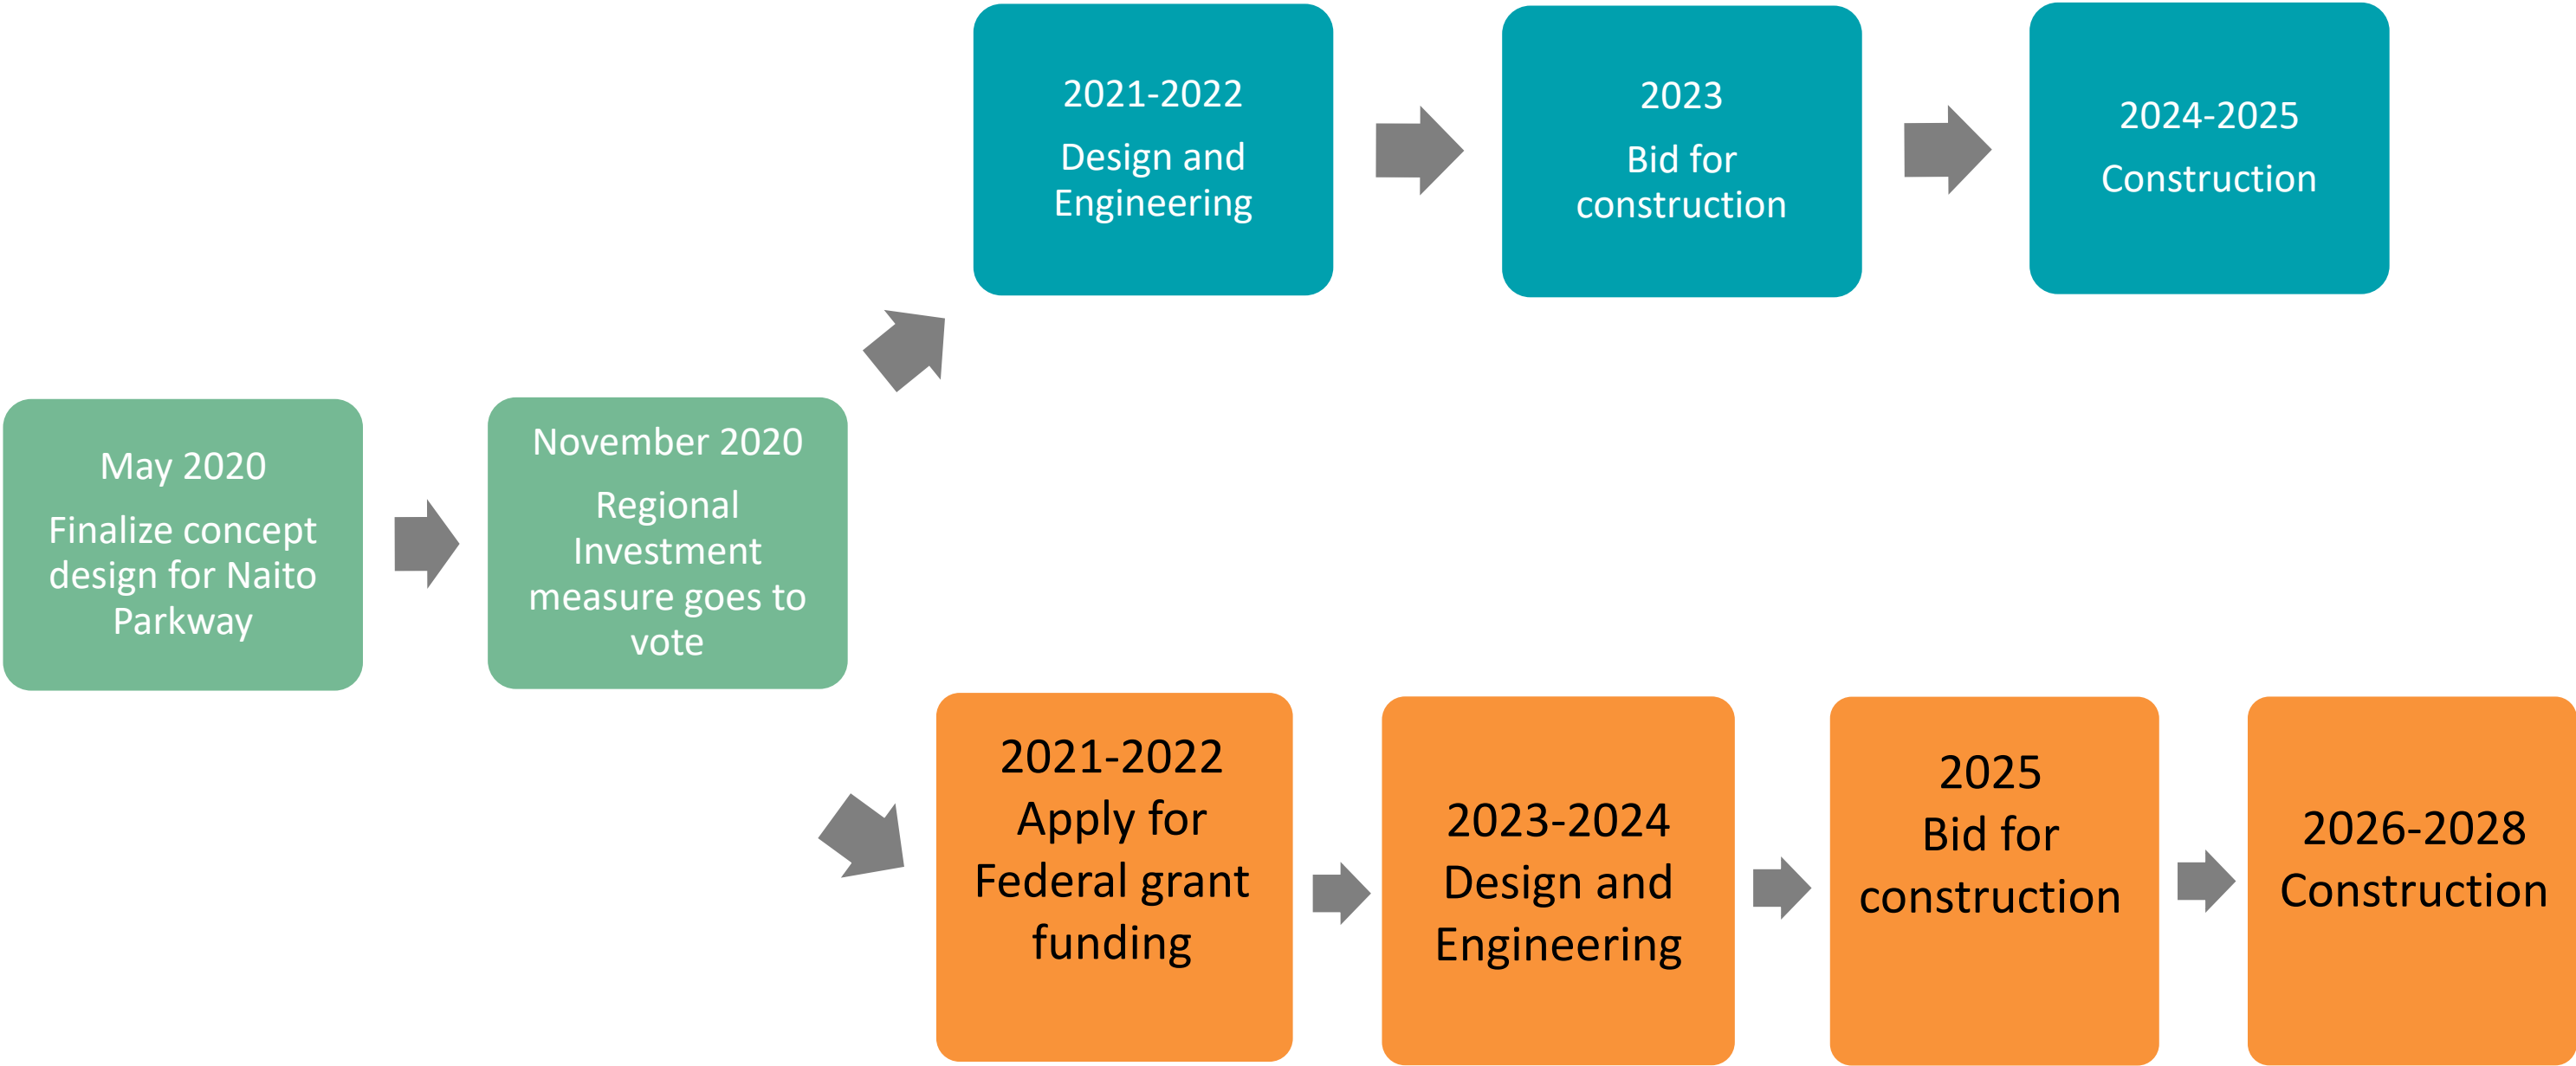 2021-2022
Design and
Engineering
2023
Bid for
construction
2024-2025
Construction
May 2020
Finalize concept
design for Naito
Parkway
November 2020
Regional
Investment
measure goes to
vote
2021-2022
Apply for
Federal grant
funding
2023-2024
Design and
Engineering
2025
Bid for
construction
2026-2028
Construction